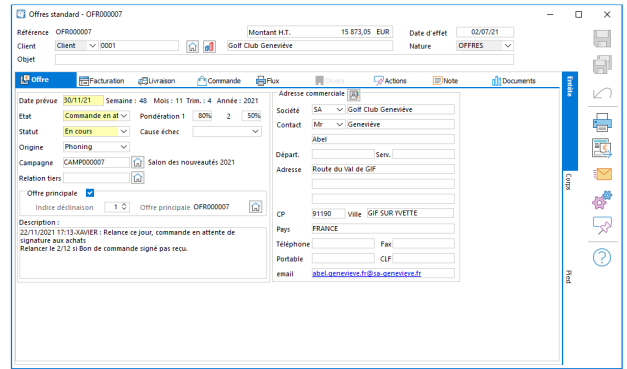 Offres standard - OFR000007
Référence OFR000007 Montant H.T. 15 873,05 EUR Date d'effet 02/07/21
Client Client 0001 Golf Club Geneviève Nature OFFRES
Objet
Offre Facturation Livraison Commande Flux Divers Actions Note Documents
Entête
Corps
Pied
Date prévue 30/11/21 Semaine : 48 Mois : 11 Trim. : 4 Année : 2021
Etat Commande en at Pondération 1 80% 2 50%
Statut En cours Cause échec
Origine Phoning
Campagne CAMP000007 Salon des nouveautés 2021
Relation tiers
Offre principale
Indice déclinaison 1 Offre principale OFR000007
Description :
22/11/2021 17:13-XAVIER : Relance ce jour, commande en attente de
signature aux achats
Relancer le 2/12 si Bon de commande signé pas reçu.
Adresse commerciale
Société SA Golf Club Geneviève
Contact Mr Geneviève
Abel
Départ. Serv.
Adresse Route du Val de GIF
CP 91190 Ville GIF SUR YVETTE
Pays FRANCE
Téléphone Fax
Portable CLF
email abel.genevieve.fr@sa-genevieve.fr